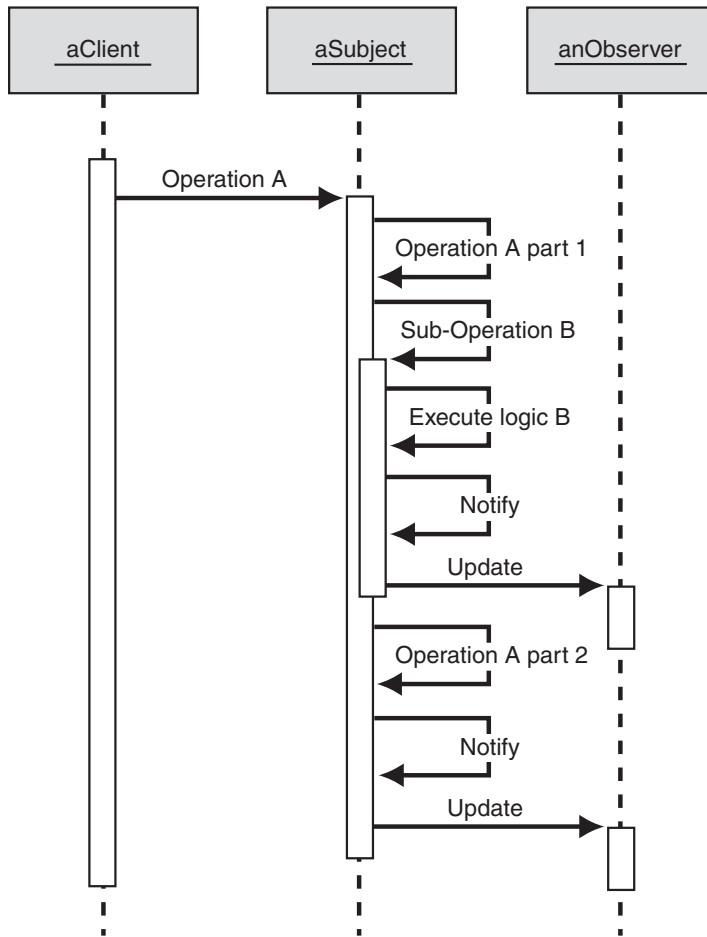 aClient
aSubject
anObserver
Operation A
Operation A part 1
Sub-Operation B
Execute logic B
Notify
Update
Operation A part 2
Notify
Update